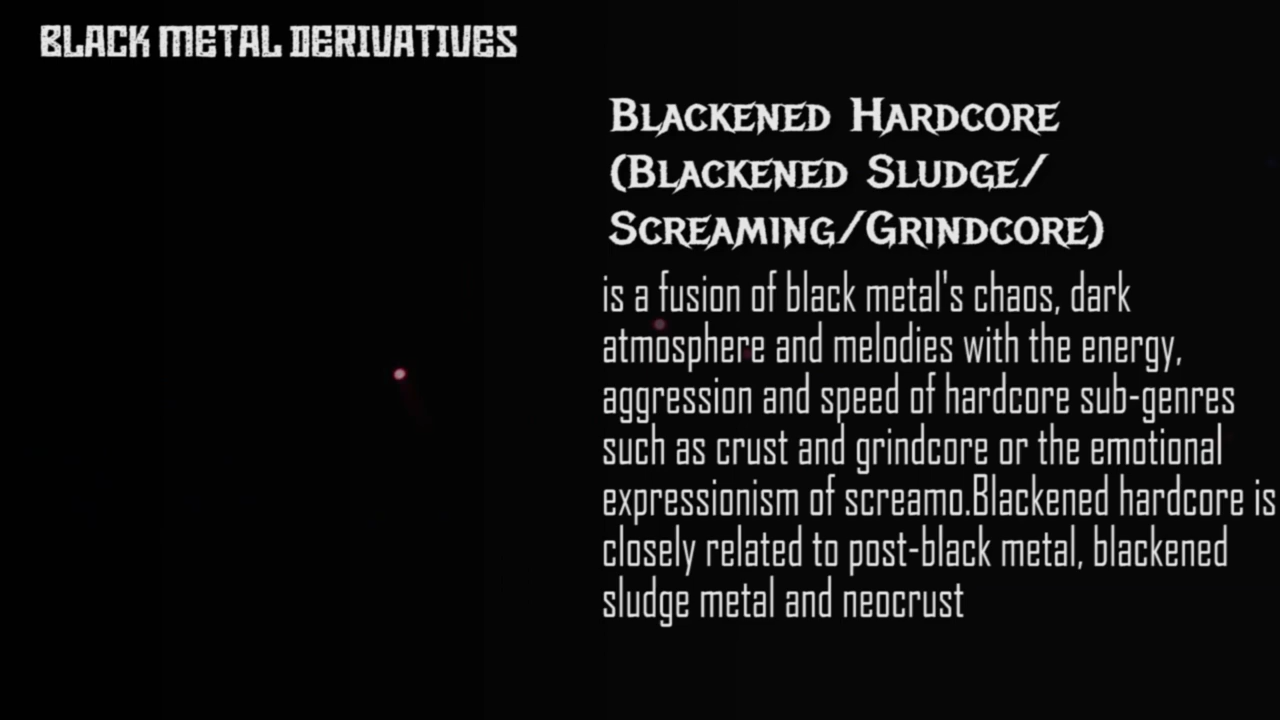 BLACK METAL DERIVATIVES
BLACKENED HARDCORE
(BLACKENED SLUDGE/
SCREAMING/GRINDCORE)
is a fusion of black metal's chaos, dark
atmosphere and melodies with the energy,
aggression and speed of hardcore sub-genres
such as crust and grindcore or the emotional
expressionism of screamo.Blackened hardcore is
closely related to post-black metal, blackened
sludge metal and neocrust